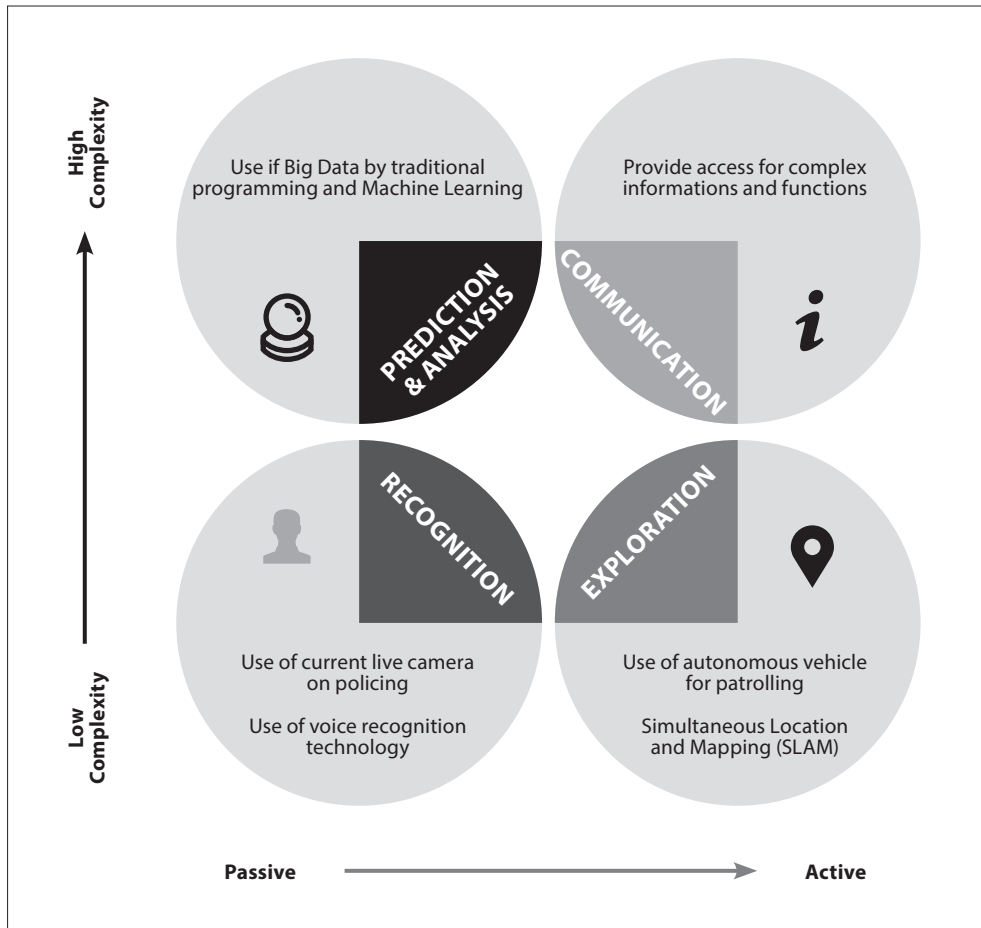 High
Complexity
Use if Big Data by traditional
programming and Machine Learning
Provide access for complex
informations and functions
PREDICTION
& ANALYSIS
COMMUNICATION
RECOGNITION
EXPLORATION
Use of current live camera
on policing
Use of voice recognition
technology
Use of autonomous vehicle
for patrolling
Simultaneous Location
and Mapping (SLAM)
Low
Complexity
Passive
Active